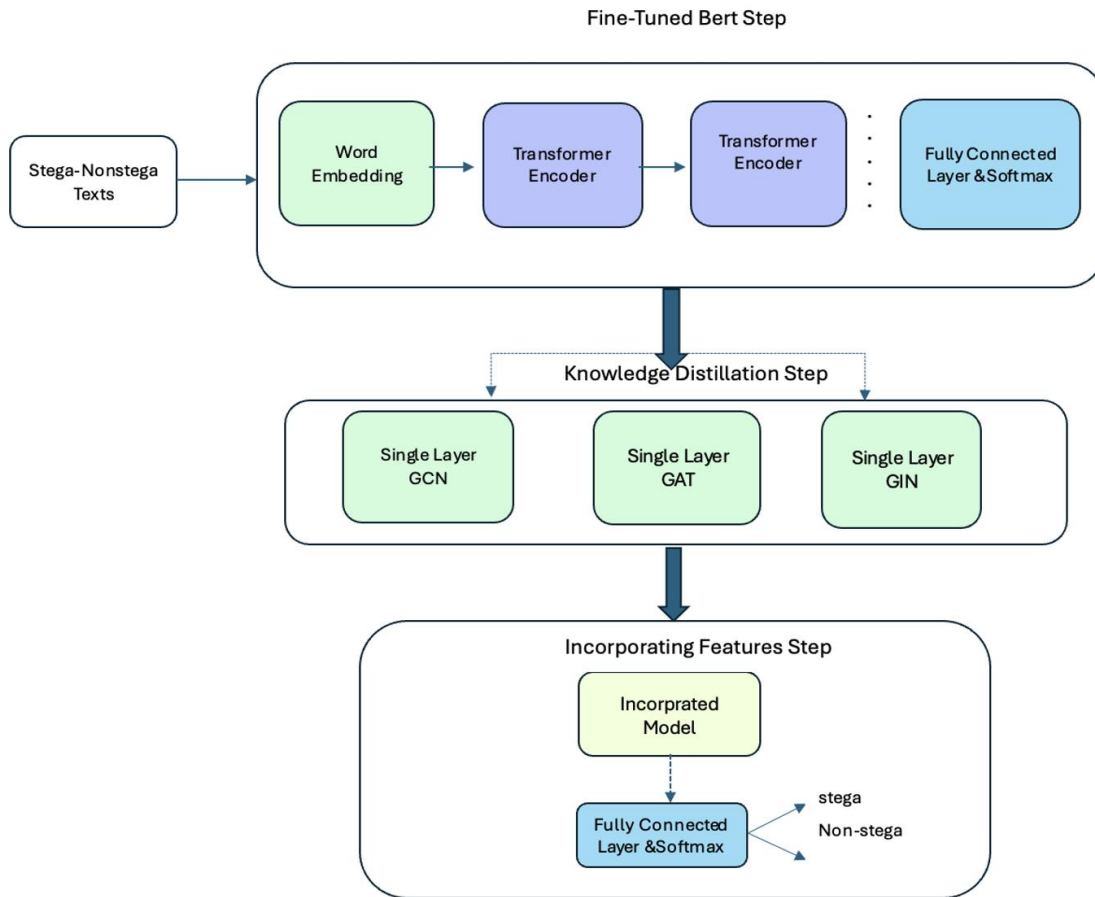 Fine-Tuned Bert Step
Stega-Nonstega
Texts
Word
Embedding
Transformer
Encoder
Transformer
Encoder
Fully Connected
Layer &Softmax
Knowledge Distillation Step
Single Layer
GCN
Single Layer
GAT
Single Layer
GIN
Incorporating Features Step
Incorprated
Model
Fully Connected
Layer &Softmax
stega
Non-stega